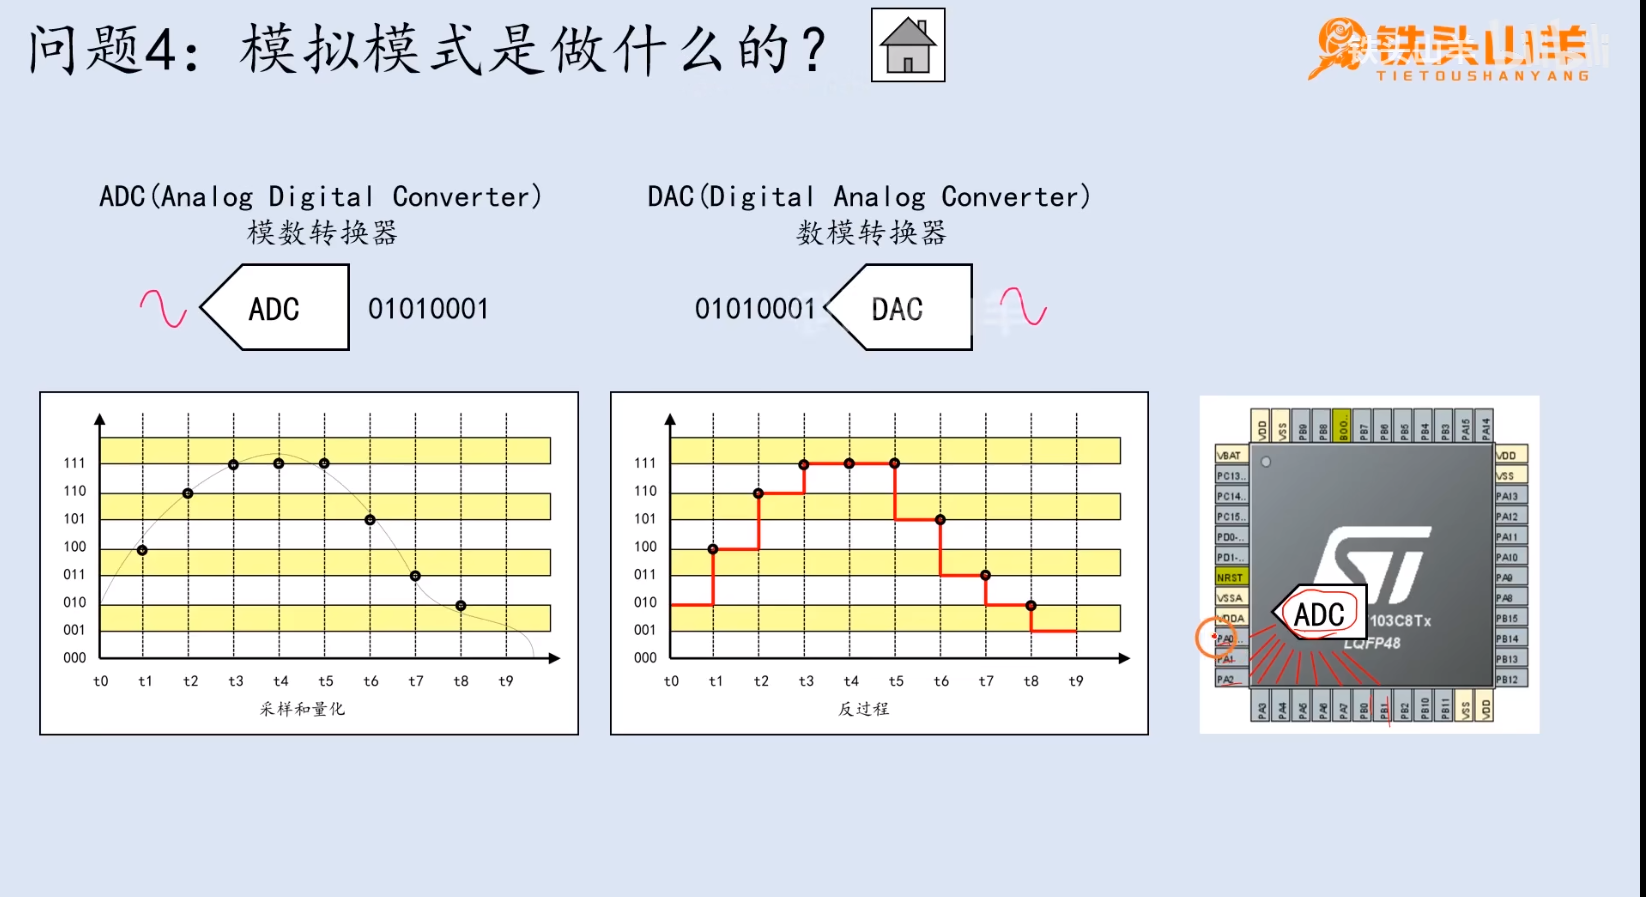 问题4：模拟模式是做什么的？
铁头山羊
TIETOUSHANYANG
ADC(Analog Digital Converter)
模数转换器
ADC
01010001
DAC(Digital Analog Converter)
数模转换器
01010001
DAC
111
110
101
100
011
010
001
000
t0 t1 t2 t3 t4 t5 t6 t7 t8 t9
采样和量化
111
110
101
100
011
010
001
000
t0 t1 t2 t3 t4 t5 t6 t7 t8 t9
反过程
VDD VSS PB9 PB8 BOO.. PB7 PB6 PB5 PB4 PB3 PA15 PA14
VBAT
PC13..
PC14..
PC15..
PD0-..
PD1-..
NRST
VSSA
VDDA
PA0..
PA1
PA2
ST
ADC
103C8Tx
LQFP48
VDD
VSS
PA13
PA12
PA11
PA10
PA9
PA8
PB15
PB14
PB13
PB12
PA3 PA4 PA5 PA6 PA7 PB0 PB1 PB2 PB10 PB11 VSS VDD